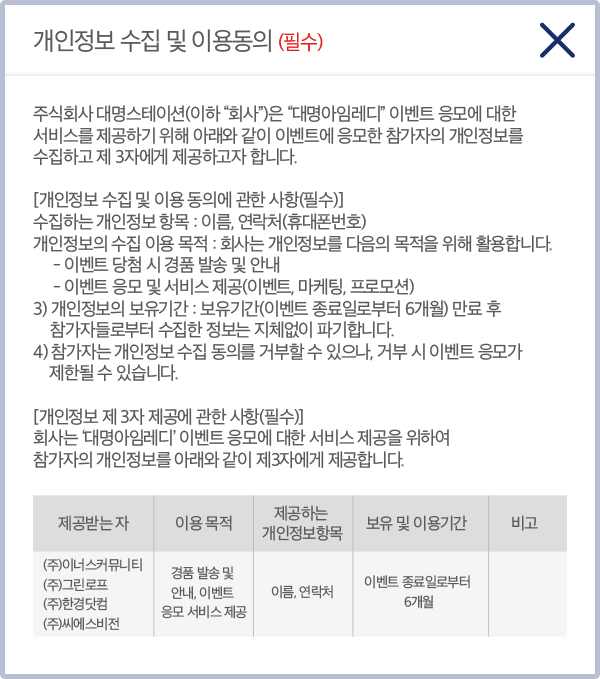 개인정보 수집 및 이용동의 (필수)
주식회사 대명스테이션(이하 “회사”)은 “대명아임레디” 이벤트 응모에 대한
서비스를 제공하기 위해 아래와 같이 이벤트에 응모한 참가자의 개인정보를
수집하고 제 3자에게 제공하고자 합니다.
[개인정보 수집 및 이용 동의에 관한 사항(필수)]
수집하는 개인정보 항목 : 이름, 연락처(휴대폰번호)
개인정보의 수집 이용 목적 : 회사는 개인정보를 다음의 목적을 위해 활용합니다.
- 이벤트 당첨 시 경품 발송 및 안내
- 이벤트 응모 및 서비스 제공(이벤트, 마케팅, 프로모션)
3) 개인정보의 보유기간 : 보유기간(이벤트 종료일로부터 6개월) 만료 후
참가자들로부터 수집한 정보는 지체없이 파기합니다.
4) 참가자는 개인정보 수집 동의를 거부할 수 있으나, 거부 시 이벤트 응모가
제한될 수 있습니다.
[개인정보 제 3자 제공에 관한 사항(필수)]
회사는 ‘대명아임레디’ 이벤트 응모에 대한 서비스 제공을 위하여
참가자의 개인정보를 아래와 같이 제3자에게 제공합니다.
제공받는 자
이용 목적
제공하는
개인정보항목
보유 및 이용기간
비고
(주)이너스커뮤니티
(주)그린로프
(주)한경닷컴
(주)씨에스비전
경품 발송 및
안내, 이벤트
응모 서비스 제공
이름, 연락처
이벤트 종료일로부터
6개월